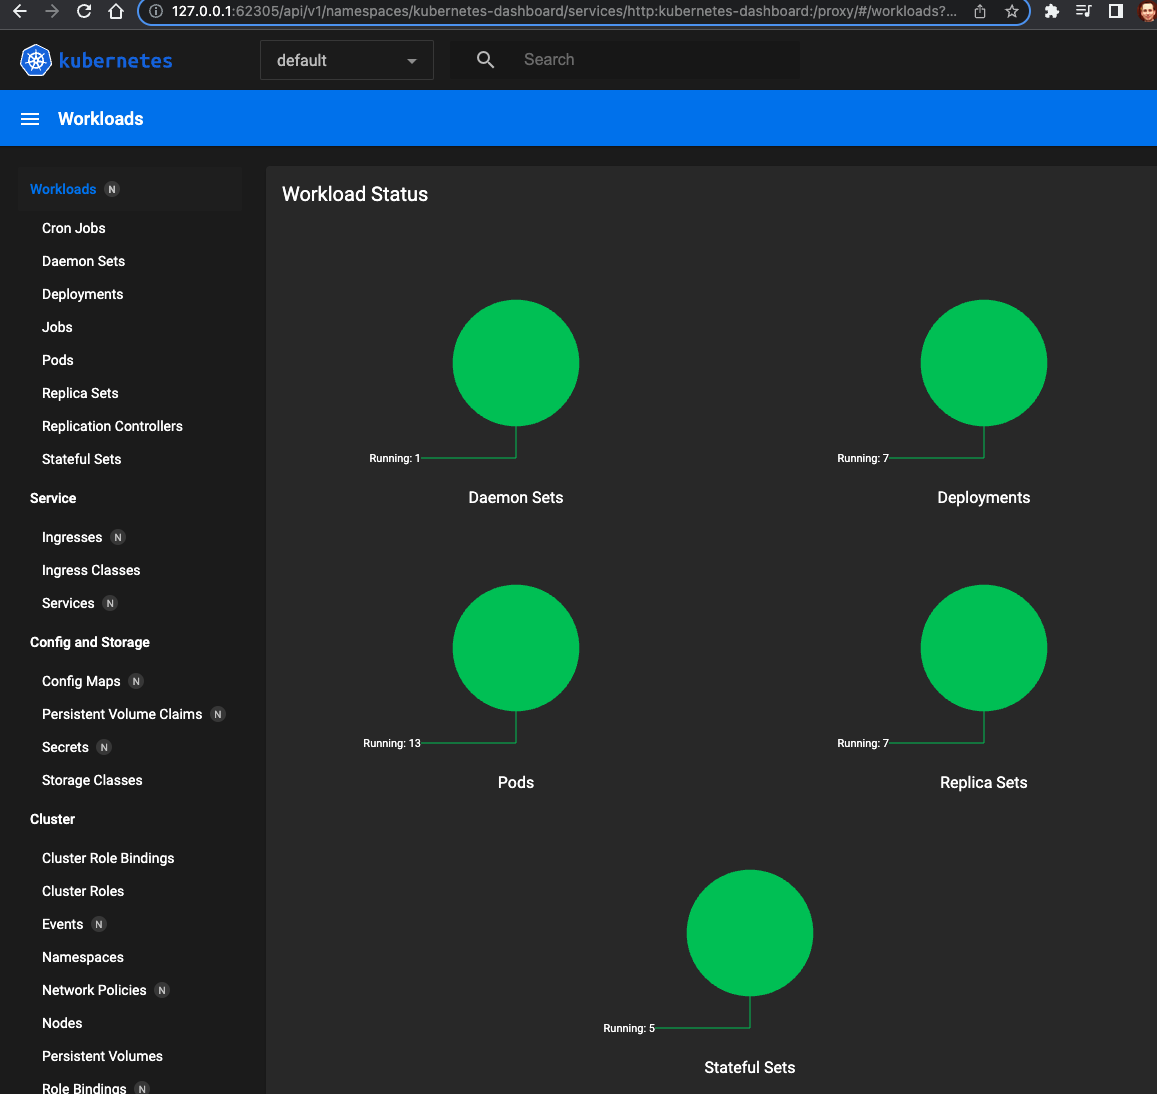 127.0.0.1:62305/api/v1/namespaces/kubernetes-dashboard/services/http:kubernetes-dashboard:/proxy/#/workloads?...
kubernetes
default
Search
Workloads
Workloads N
Cron Jobs
Daemon Sets
Deployments
Jobs
Pods
Replica Sets
Replication Controllers
Stateful Sets
Service
Ingresses N
Ingress Classes
Services N
Config and Storage
Config Maps N
Persistent Volume Claims N
Secrets N
Storage Classes
Cluster
Cluster Role Bindings
Cluster Roles
Events N
Namespaces
Network Policies N
Nodes
Persistent Volumes
Role Bindings N
Workload Status
Running: 1
Daemon Sets
Running: 7
Deployments
Running: 13
Pods
Running: 7
Replica Sets
Running: 5
Stateful Sets